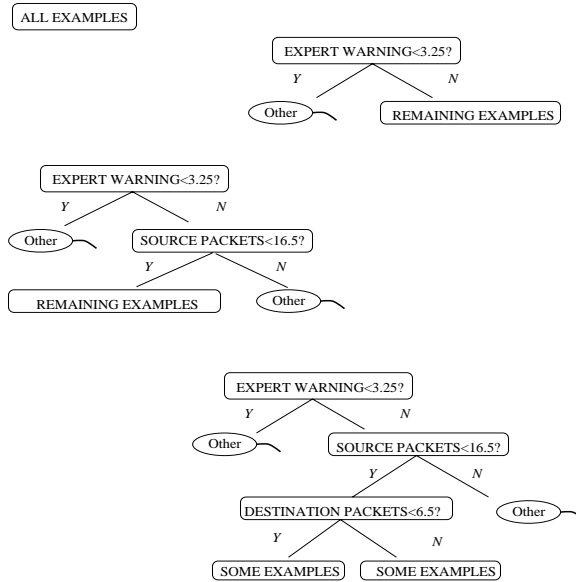 ALL EXAMPLES
EXPERT WARNING<3.25?
Y N
Other REMAINING EXAMPLES
EXPERT WARNING<3.25?
Y N
Other SOURCE PACKETS<16.5?
Y N
REMAINING EXAMPLES Other
EXPERT WARNING<3.25?
Y N
Other SOURCE PACKETS<16.5?
Y N
DESTINATION PACKETS<6.5? Other
Y N
SOME EXAMPLES SOME EXAMPLES